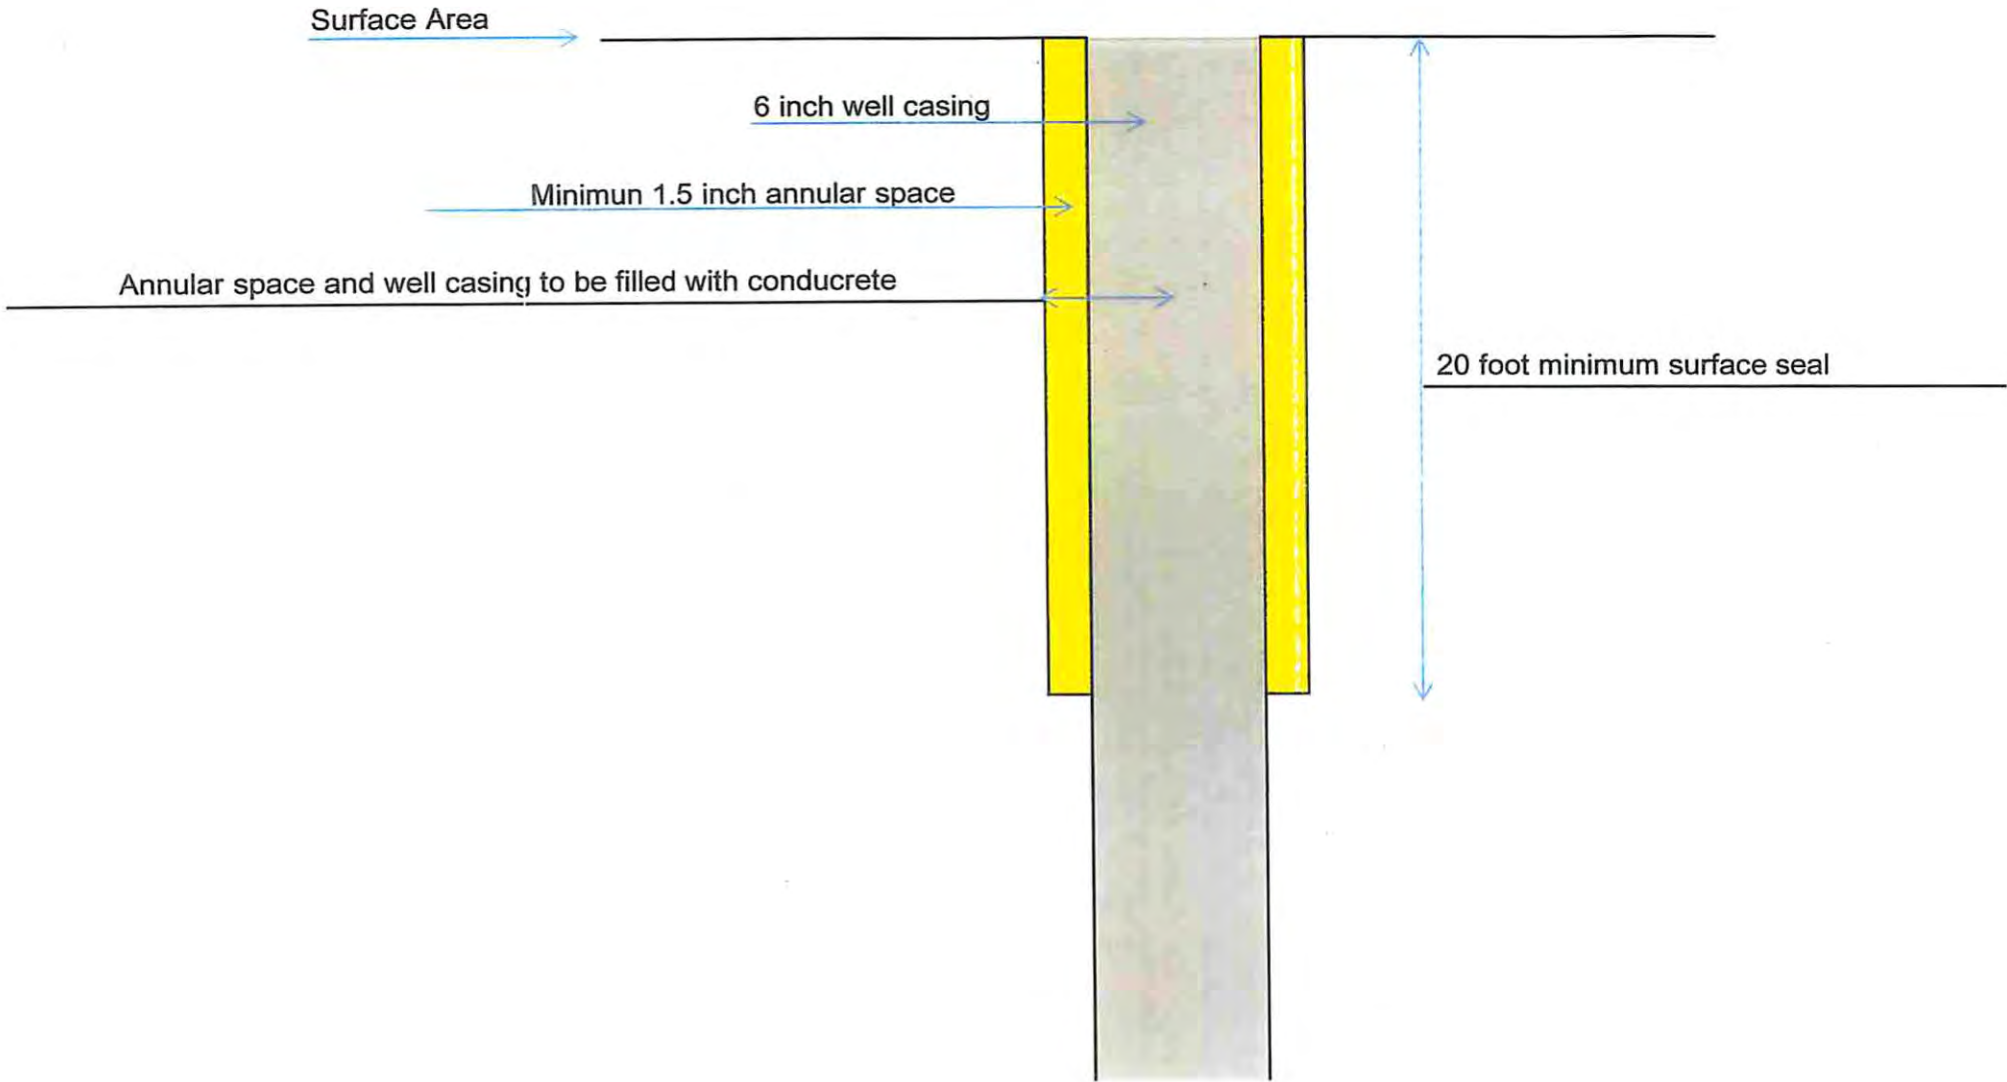 Surface Area
6 inch well casing
Minimun 1.5 inch annular space
Annular space and well casing to be filled with conducrete
20 foot minimum surface seal